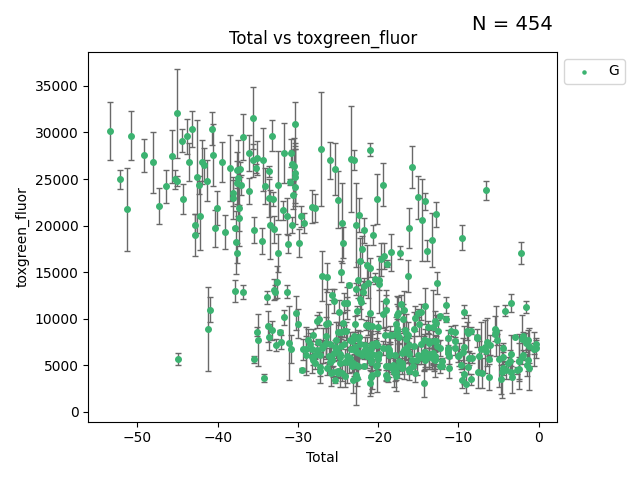 N = 454
Total vs toxgreen_fluor
G
toxgreen_fluor
35000
30000
25000
20000
15000
10000
5000
0
−50 −40 −30 −20 −10 0
Total